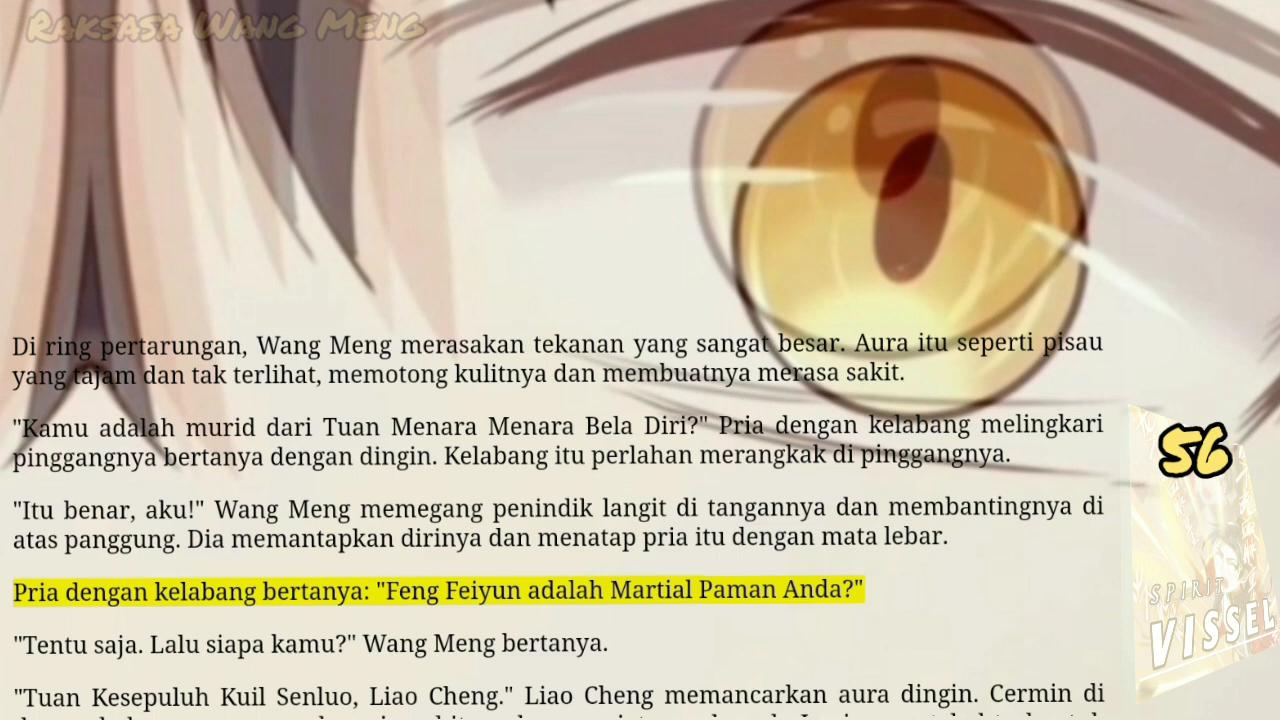 Raksasa Wang Meng
Di ring pertarungan, Wang Meng merasakan tekanan yang sangat besar. Aura itu seperti pisau
yang tajam dan tak terlihat, memotong kulitnya dan membuatnya merasa sakit.
"Kamu adalah murid dari Tuan Menara Menara Bela Diri?" Pria dengan kelabang melingkari
pinggangnya bertanya dengan dingin. Kelabang itu perlahan merangkak di pinggangnya.
"Itu benar, aku!" Wang Meng memegang penindik langit di tangannya dan membantingnya di
atas panggung. Dia memantapkan dirinya dan menatap pria itu dengan mata lebar.
Pria dengan kelabang bertanya: "Feng Feiyun adalah Martial Paman Anda?"
"Tentu saja. Lalu siapa kamu?" Wang Meng bertanya.
"Tuan Kesepuluh Kuil Senluo, Liao Cheng." Liao Cheng memancarkan aura dingin. Cermin di
56
SPIRIT
VISSEL